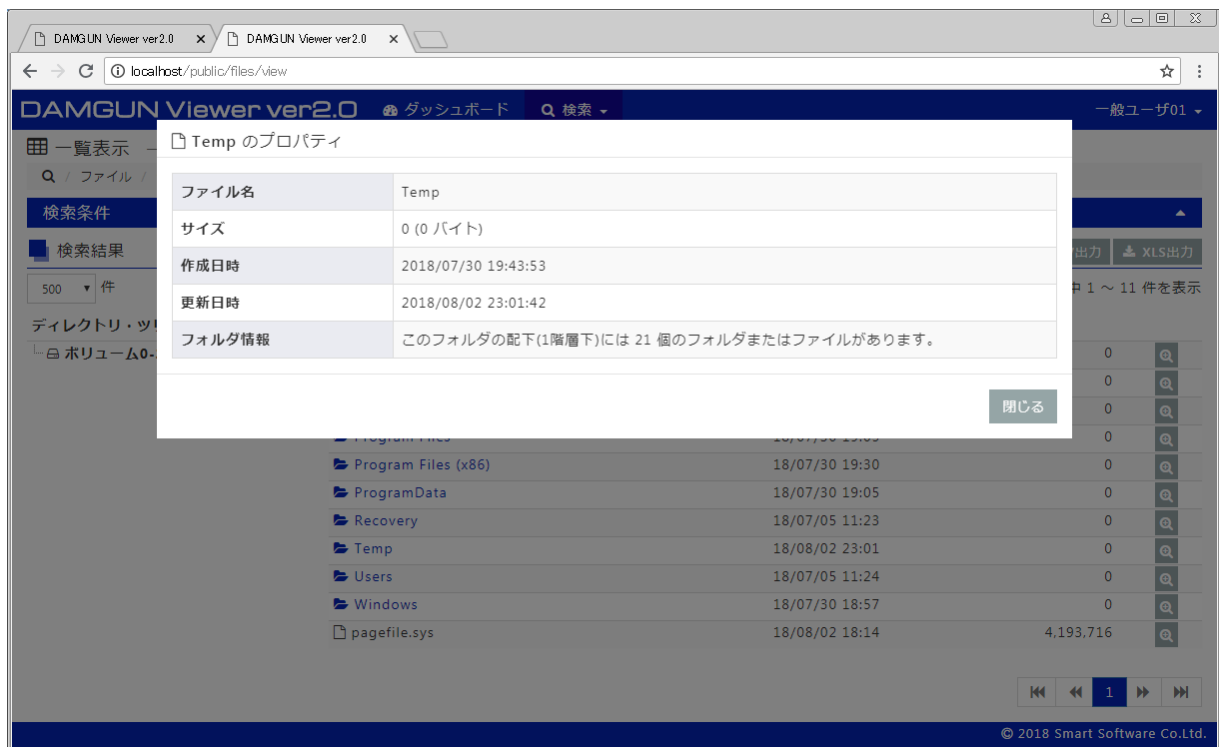 DAMGUN Viewer ver2.0
DAMGUN Viewer ver2.0
localhost/public/files/view
DAMGUN Viewer ver2.0 ダッシュボード 検索 一般ユーザ01
一覧表示
Temp のプロパティ
/ ファイル /
ファイル名 Temp
検索条件
サイズ 0 (0 バイト)
検索結果 出力 XLS出力
作成日時 2018/07/30 19:43:53
500 件 中 1 ～ 11 件を表示
更新日時 2018/08/02 23:01:42
ディレクトリ・ツ
フォルダ情報 このフォルダの配下(1階層下)には 21 個のフォルダまたはファイルがあります。
ボリューム0- 0
0
閉じる 0
Program Files 18/07/30 19:05 0
Program Files (x86) 18/07/30 19:30 0
ProgramData 18/07/30 19:05 0
Recovery 18/07/05 11:23 0
Temp 18/08/02 23:01 0
Users 18/07/05 11:24 0
Windows 18/07/30 18:57 0
pagefile.sys 18/08/02 18:14 4,193,716
1
© 2018 Smart Software Co.Ltd.